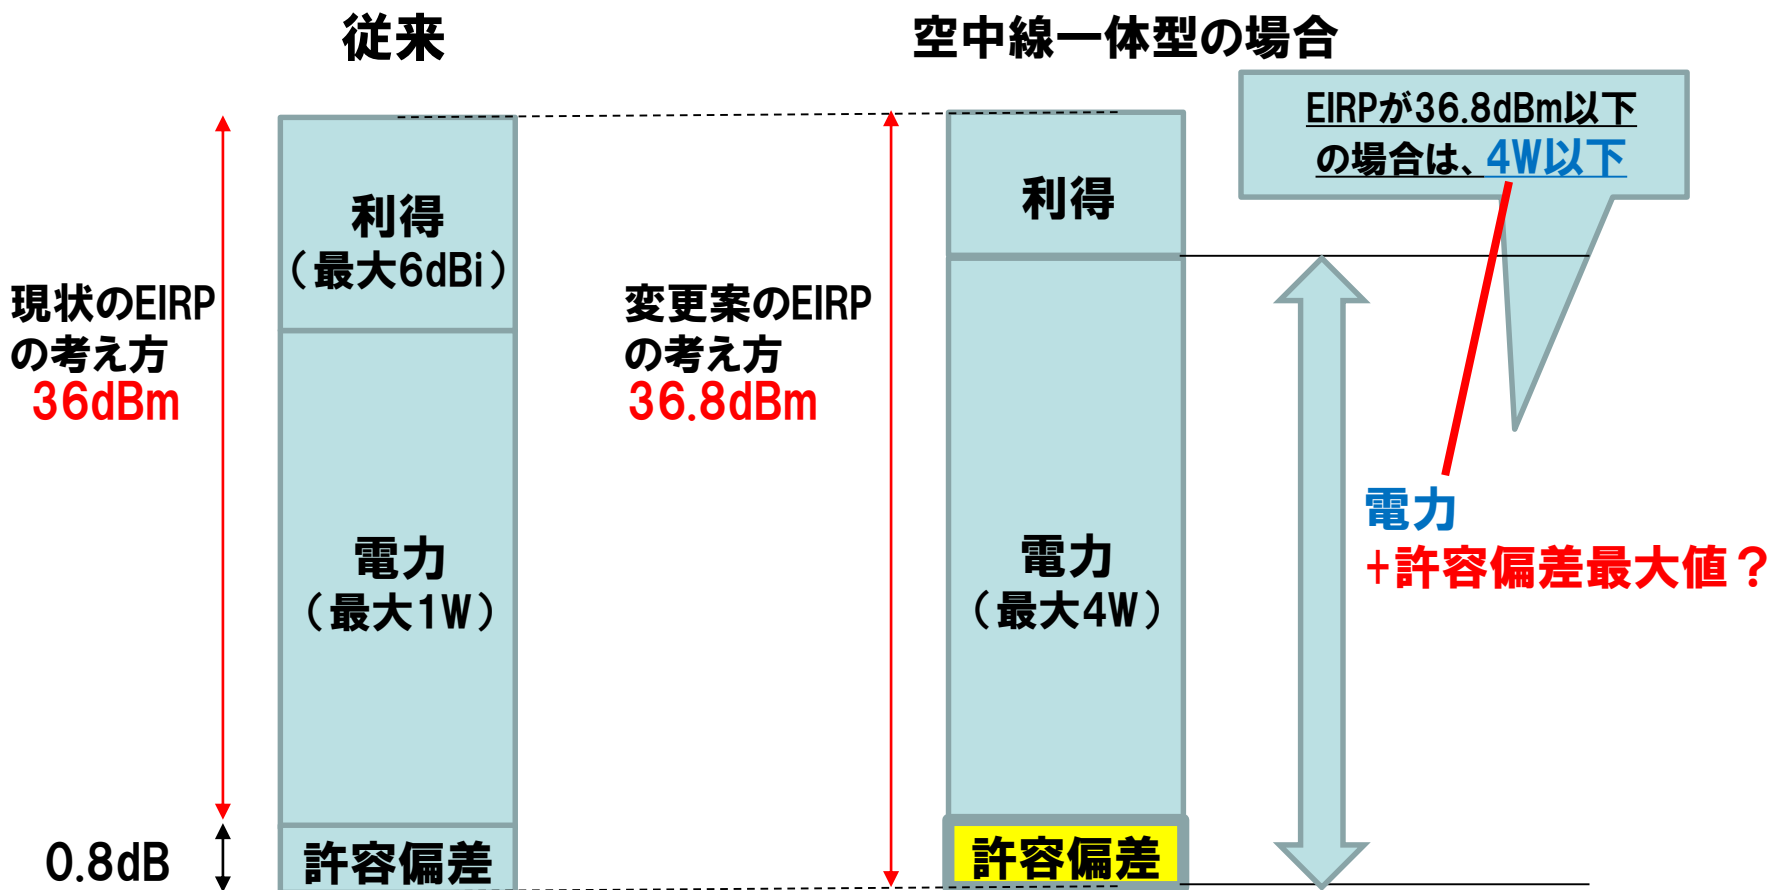 従来
空中線一体型の場合
EIRPが36.8dBm以下
の場合は、4W以下
利得
(最大6dBi)
利得
現状のEIRP
の考え方
36dBm
変更案のEIRP
の考え方
36.8dBm
電力
(最大1W)
電力
(最大4W)
電力
+許容偏差最大値？
0.8dB
許容偏差
許容偏差